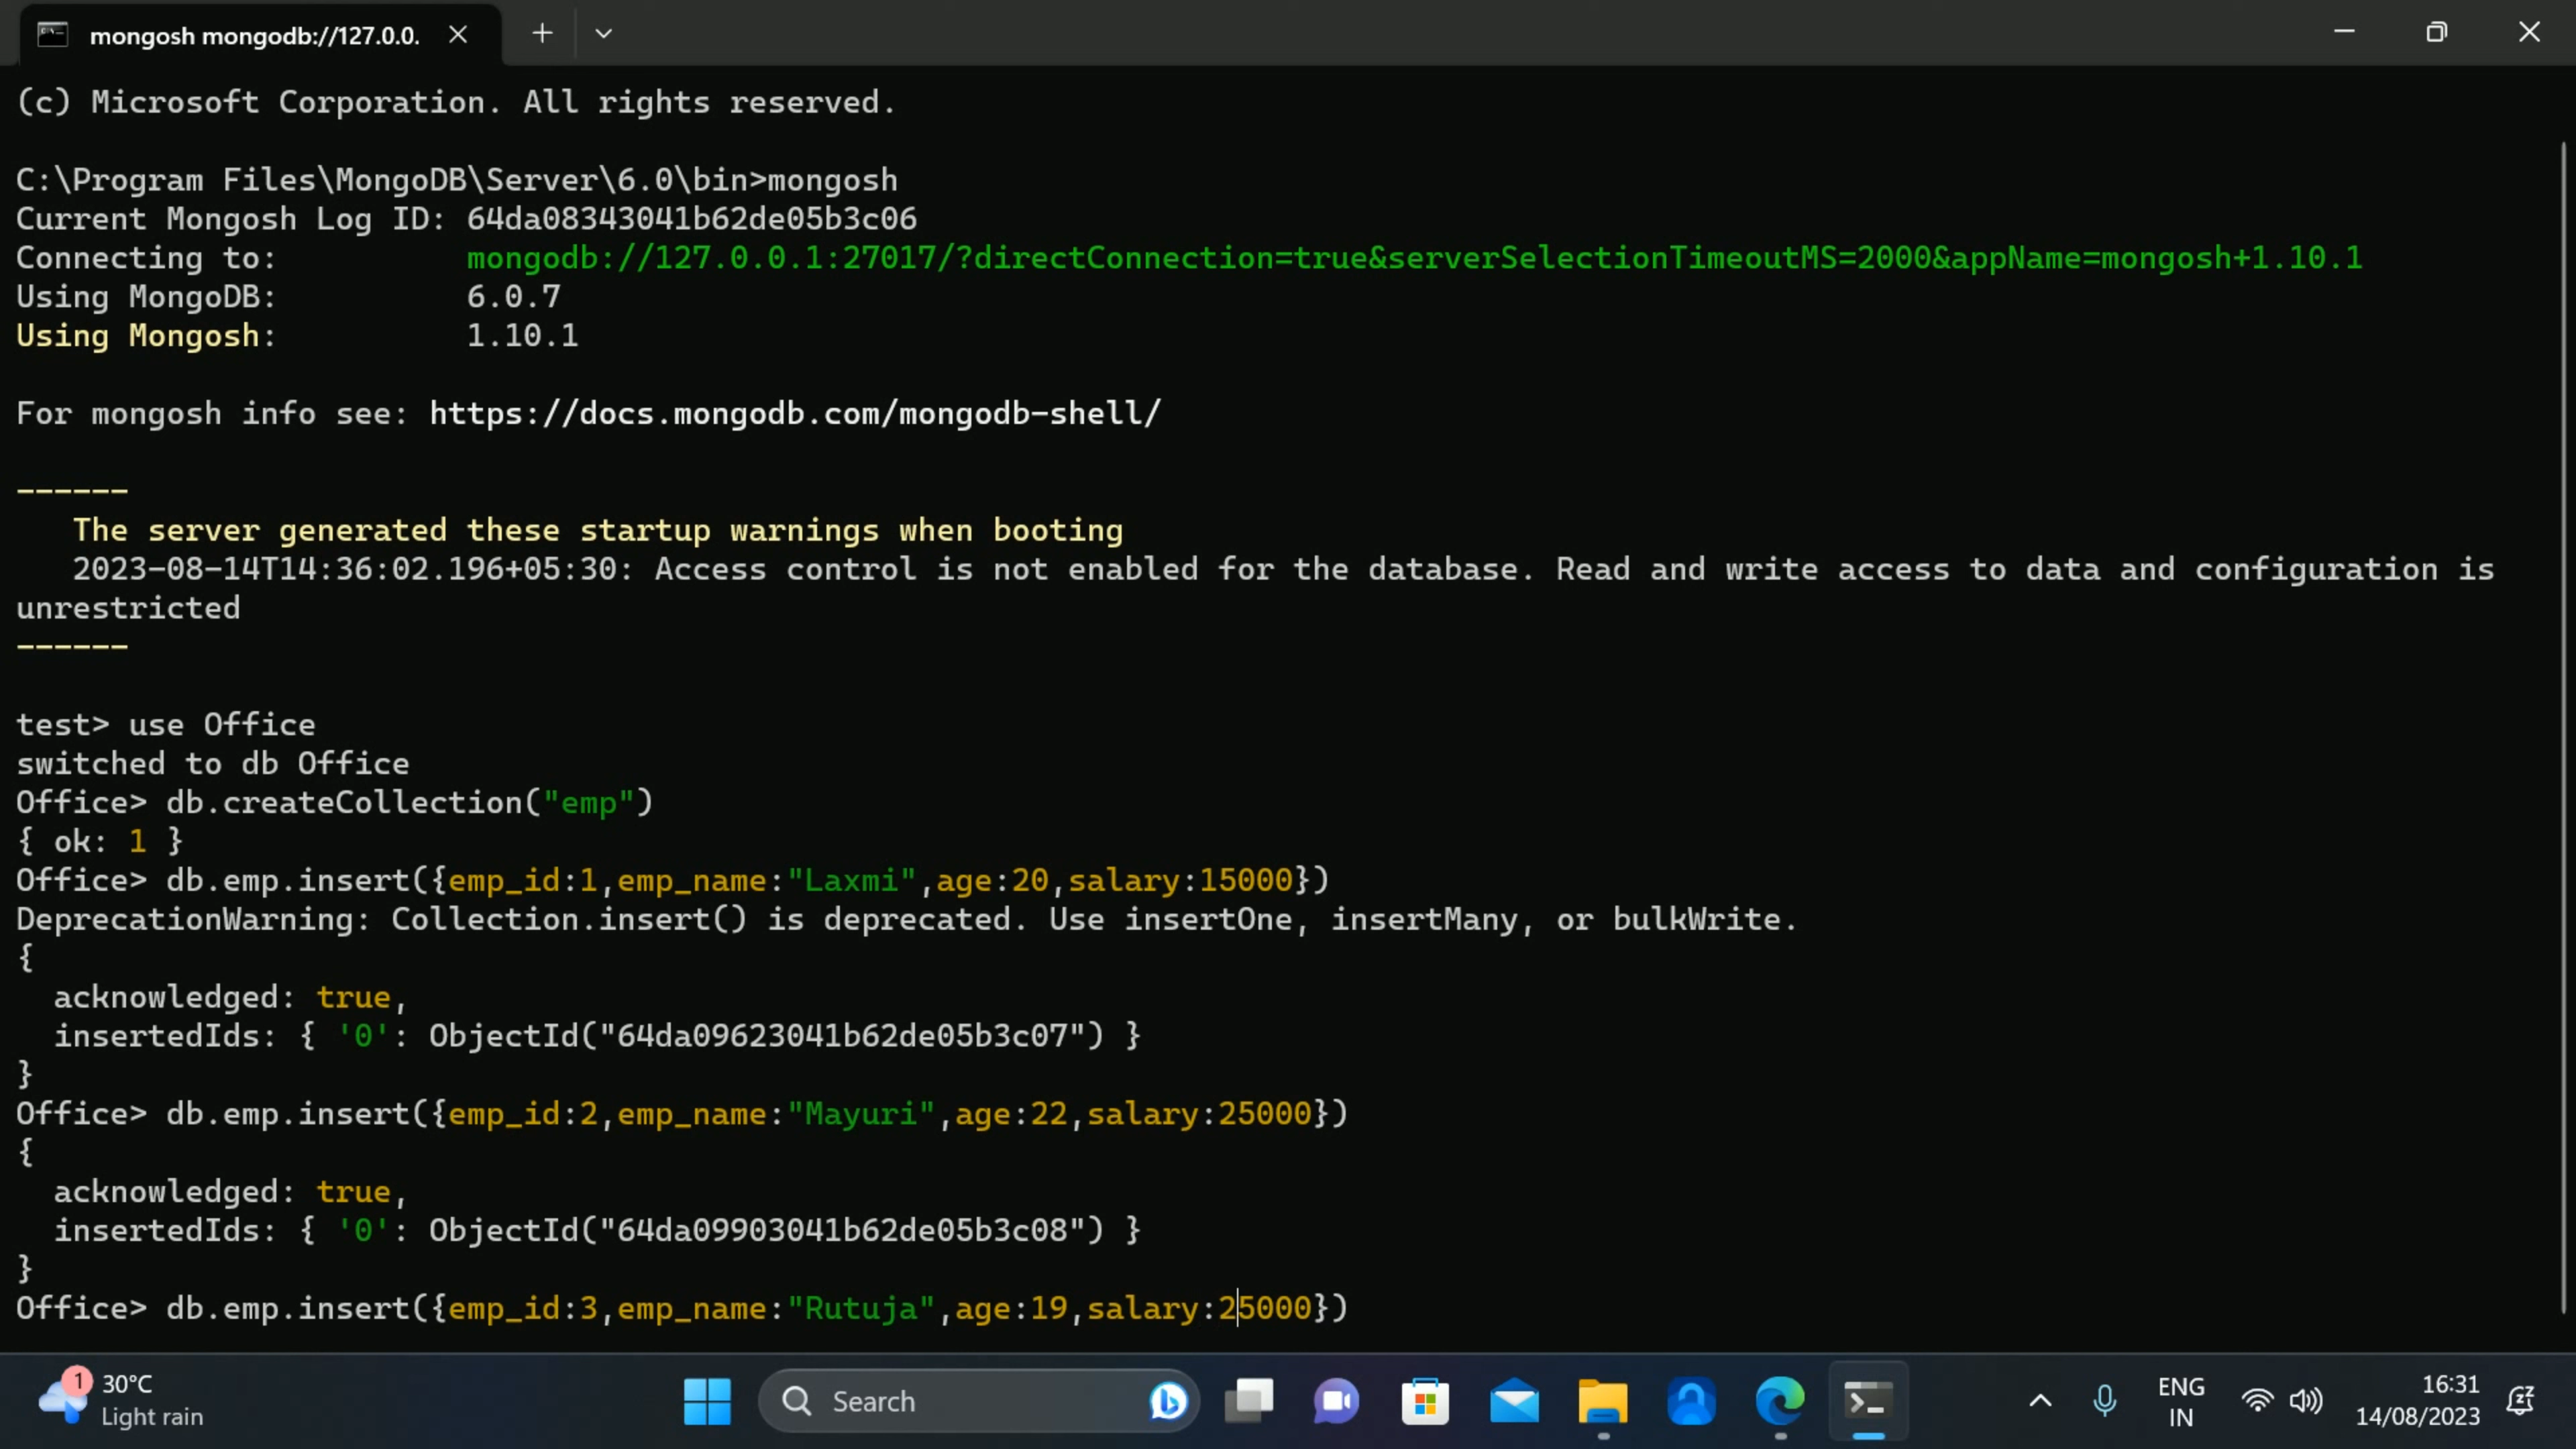 mongosh mongodb://127.0.0.
(c) Microsoft Corporation. All rights reserved.
C:\Program Files\MongoDB\Server\6.0\bin>mongosh
Current Mongosh Log ID: 64da08343041b62de05b3c06
Connecting to: mongodb://127.0.0.1:27017/?directConnection=true&serverSelectionTimeoutMS=2000&appName=mongosh+1.10.1
Using MongoDB: 6.0.7
Using Mongosh: 1.10.1
For mongosh info see: https://docs.mongodb.com/mongodb-shell/
------
The server generated these startup warnings when booting
2023-08-14T14:36:02.196+05:30: Access control is not enabled for the database. Read and write access to data and configuration is
unrestricted
------
test> use Office
switched to db Office
Office> db.createCollection("emp")
{ ok: 1 }
Office> db.emp.insert({emp_id:1,emp_name:"Laxmi",age:20,salary:15000})
DeprecationWarning: Collection.insert() is deprecated. Use insertOne, insertMany, or bulkWrite.
{
acknowledged: true,
insertedIds: { '0': ObjectId("64da09623041b62de05b3c07") }
}
Office> db.emp.insert({emp_id:2,emp_name:"Mayuri",age:22,salary:25000})
{
acknowledged: true,
insertedIds: { '0': ObjectId("64da09903041b62de05b3c08") }
}
Office> db.emp.insert({emp_id:3,emp_name:"Rutuja",age:19,salary:25000})
1
30°C
Light rain
Search
ENG
IN
16:31
14/08/2023